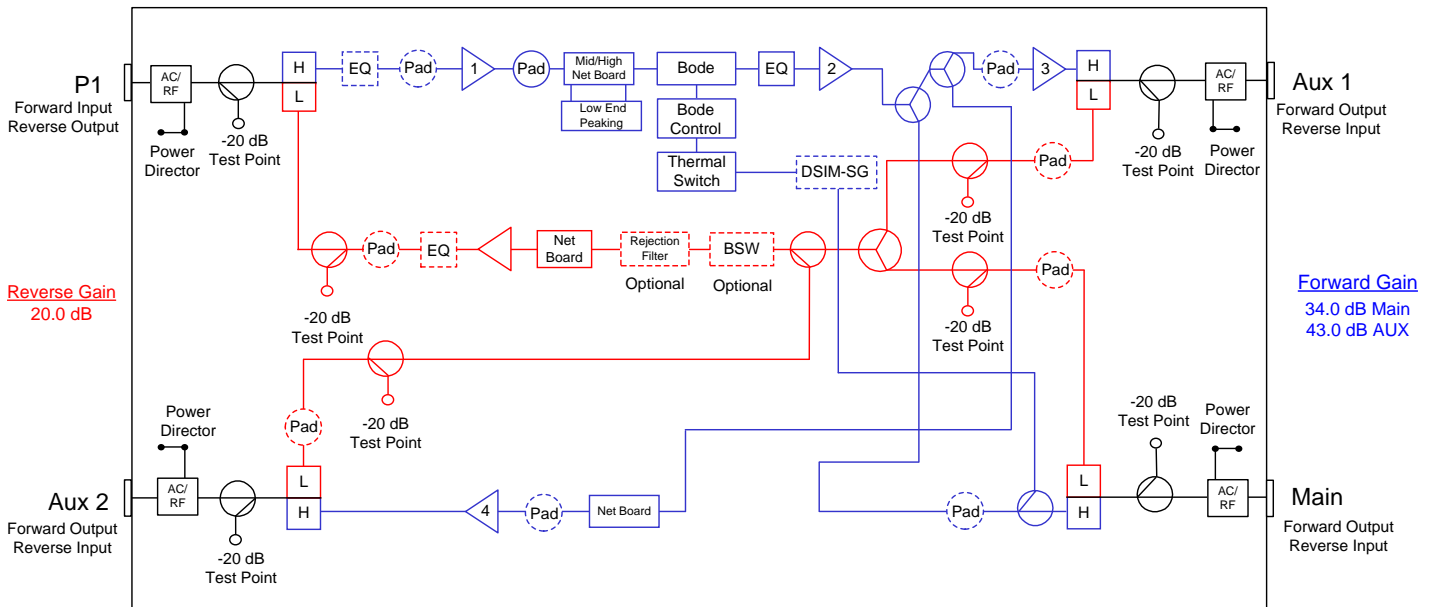 P1
Forward Input
Reverse Output
AC/
RF
Power
Director
-20 dB
Test Point
H
L
EQ
Pad
1
Pad
Mid/High
Net Board
Low End
Peaking
Bode
Bode
Control
Thermal
Switch
EQ
2
DSIM-SG
Pad
3
H
L
-20 dB
Test Point
AC/
RF
Power
Director
Aux 1
Forward Output
Reverse Input
Pad
-20 dB
Test Point
-20 dB
Test Point
Pad
EQ
Net
Board
Rejection
Filter
Optional
BSW
Optional
Pad
-20 dB
Test Point
Reverse Gain
20.0 dB
Forward Gain
34.0 dB Main
43.0 dB AUX
-20 dB
Test Point
Pad
Power
Director
Aux 2
Forward Output
Reverse Input
AC/
RF
-20 dB
Test Point
L
H
4
Pad
Net Board
Pad
L
H
-20 dB
Test Point
Power
Director
AC/
RF
Main
Forward Output
Reverse Input